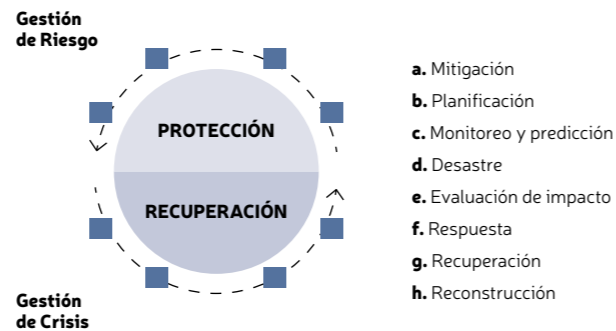 Gestión
de Riesgo
PROTECCIÓN
RECUPERACIÓN
Gestión
de Crisis
a. Mitigación
b. Planificación
c. Monitoreo y predicción
d. Desastre
e. Evaluación de impacto
f. Respuesta
g. Recuperación
h. Reconstrucción